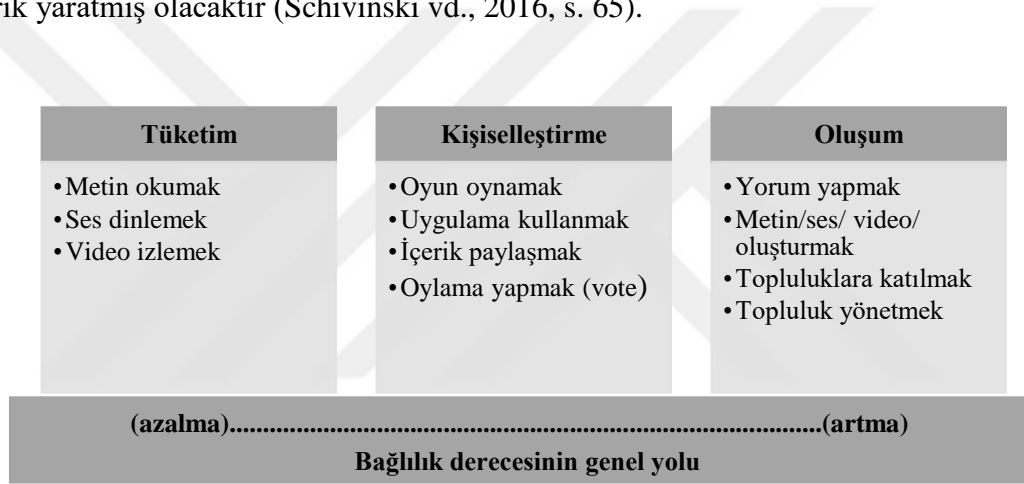 yaratmış olacaktır (Schivinski vd., 2016, s. 65).
Tüketim
•Metin okumak
•Ses dinlemek
•Video izlemek
Kişiselleştirme
•Oyun oynamak
•Uygulama kullanmak
•İçerik paylaşmak
•Oylama yapmak (vote)
Oluşum
•Yorum yapmak
•Metin/ses/ video/
oluşturmak
•Topluluklara katılmak
•Topluluk yönetmek
(azalma)..........................................................................................(artma)
Bağlılık derecesinin genel yolu